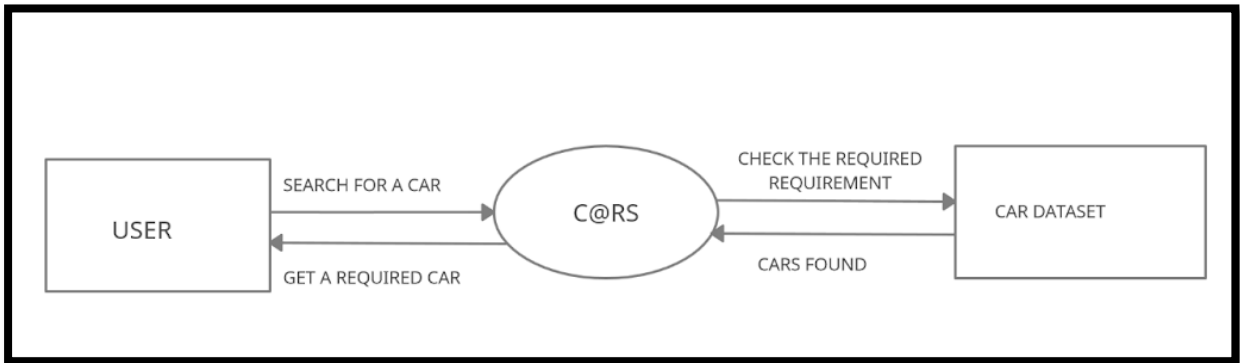 USER
SEARCH FOR A CAR
GET A REQUIRED CAR
C@RS
CHECK THE REQUIRED
REQUIREMENT
CARS FOUND
CAR DATASET